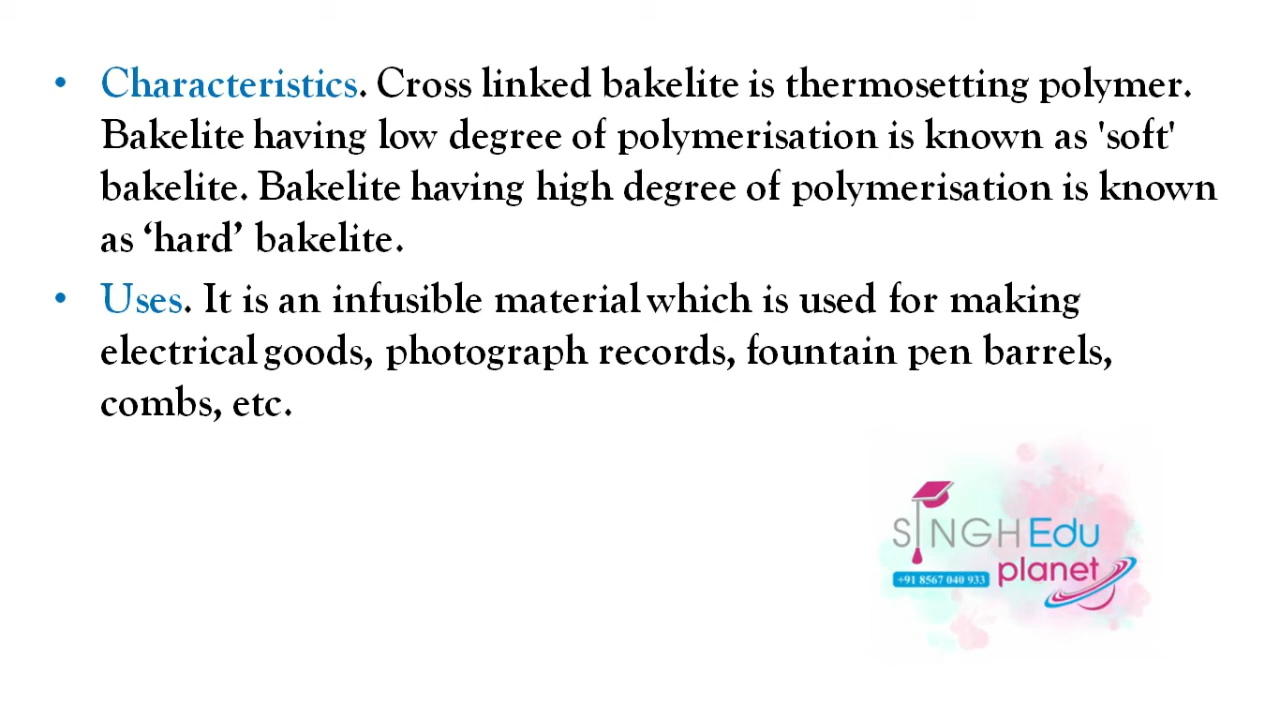 • Characteristics. Cross linked bakelite is thermosetting polymer.
Bakelite having low degree of polymerisation is known as 'soft'
bakelite. Bakelite having high degree of polymerisation is known
as ‘hard’ bakelite.
• Uses. It is an infusible material which is used for making
electrical goods, photograph records, fountain pen barrels,
combs, etc.
SINGH Edu
planet
+91 8567 040 933